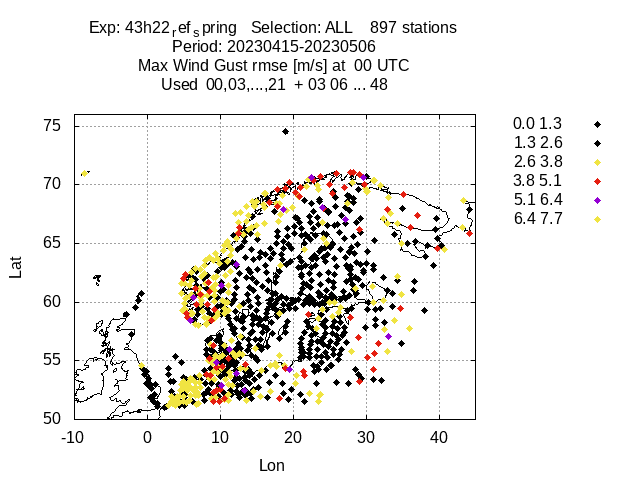 Exp: 43h22refspring Selection: ALL 897 stations
Period: 20230415-20230506
Max Wind Gust rmse [m/s] at 00 UTC
Used 00,03,...,21 + 03 06 ... 48
75
70
65
60
55
50
-10 0 10 20 30 40
Lat
Lon
0.0 1.3
1.3 2.6
2.6 3.8
3.8 5.1
5.1 6.4
6.4 7.7